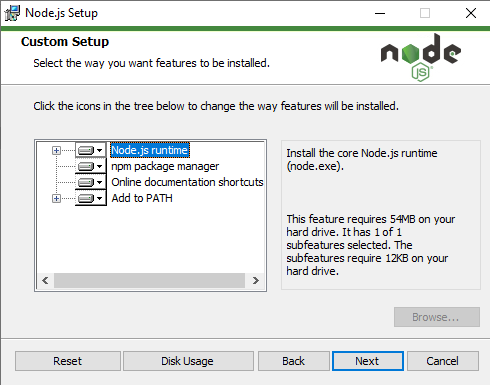 Node.js Setup
Custom Setup
Select the way you want features to be installed.
node
JS
Click the icons in the tree below to change the way features will be installed.
Node.js runtime
npm package manager
Online documentation shortcuts
Add to PATH
Install the core Node.js runtime
(node.exe).
This feature requires 54MB on your
hard drive. It has 1 of 1
subfeatures selected. The
subfeatures require 12KB on your
hard drive.
Browse...
Reset
Disk Usage
Back
Next
Cancel